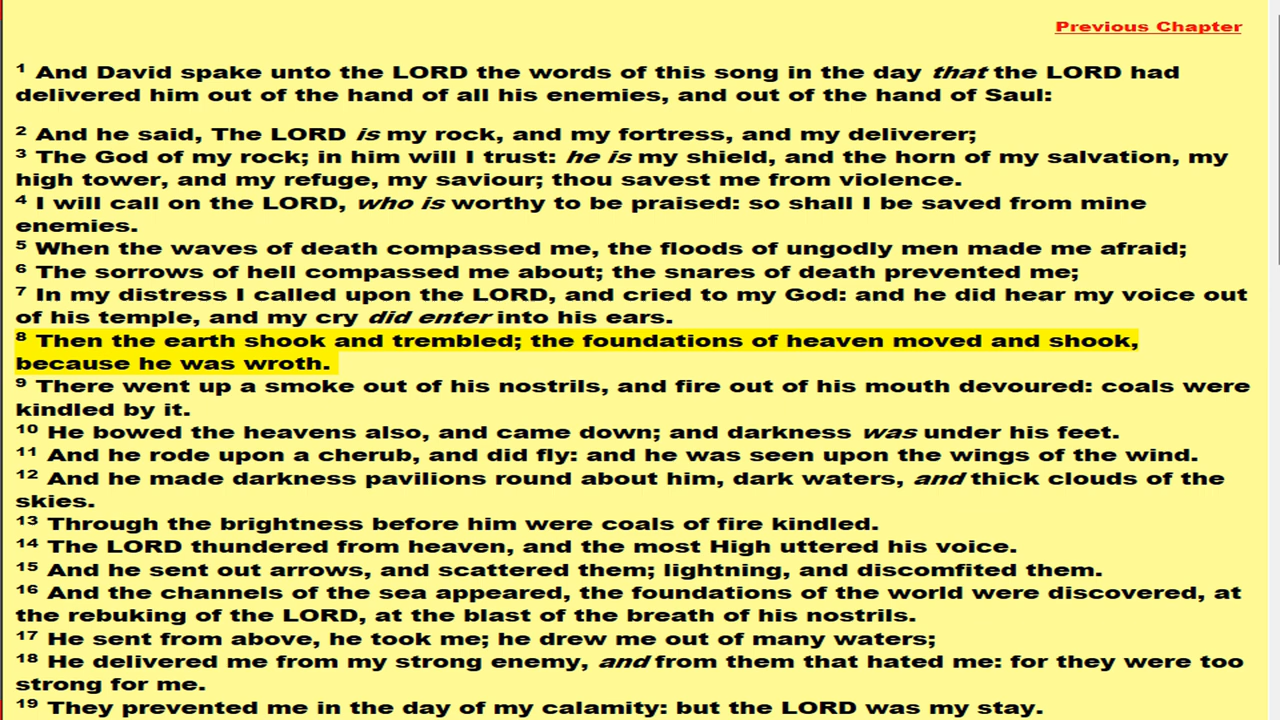 Previous Chapter
1 And David spake unto the LORD the words of this song in the day that the LORD had
delivered him out of the hand of all his enemies, and out of the hand of Saul:
2 And he said, The LORD is my rock, and my fortress, and my deliverer;
3 The God of my rock; in him will I trust: he is my shield, and the horn of my salvation, my
high tower, and my refuge, my saviour; thou savest me from violence.
4 I will call on the LORD, who is worthy to be praised: so shall I be saved from mine
enemies.
5 When the waves of death compassed me, the floods of ungodly men made me afraid;
6 The sorrows of hell compassed me about; the snares of death prevented me;
7 In my distress I called upon the LORD, and cried to my God: and he did hear my voice out
of his temple, and my cry did enter into his ears.
8 Then the earth shook and trembled; the foundations of heaven moved and shook,
because he was wroth.
9 There went up a smoke out of his nostrils, and fire out of his mouth devoured: coals were
kindled by it.
10 He bowed the heavens also, and came down; and darkness was under his feet.
11 And he rode upon a cherub, and did fly: and he was seen upon the wings of the wind.
12 And he made darkness pavilions round about him, dark waters, and thick clouds of the
skies.
13 Through the brightness before him were coals of fire kindled.
14 The LORD thundered from heaven, and the most High uttered his voice.
15 And he sent out arrows, and scattered them; lightning, and discomfited them.
16 And the channels of the sea appeared, the foundations of the world were discovered, at
the rebuking of the LORD, at the blast of the breath of his nostrils.
17 He sent from above, he took me; he drew me out of many waters;
18 He delivered me from my strong enemy, and from them that hated me: for they were too
strong for me.
19 They prevented me in the day of my calamity: but the LORD was my stay.